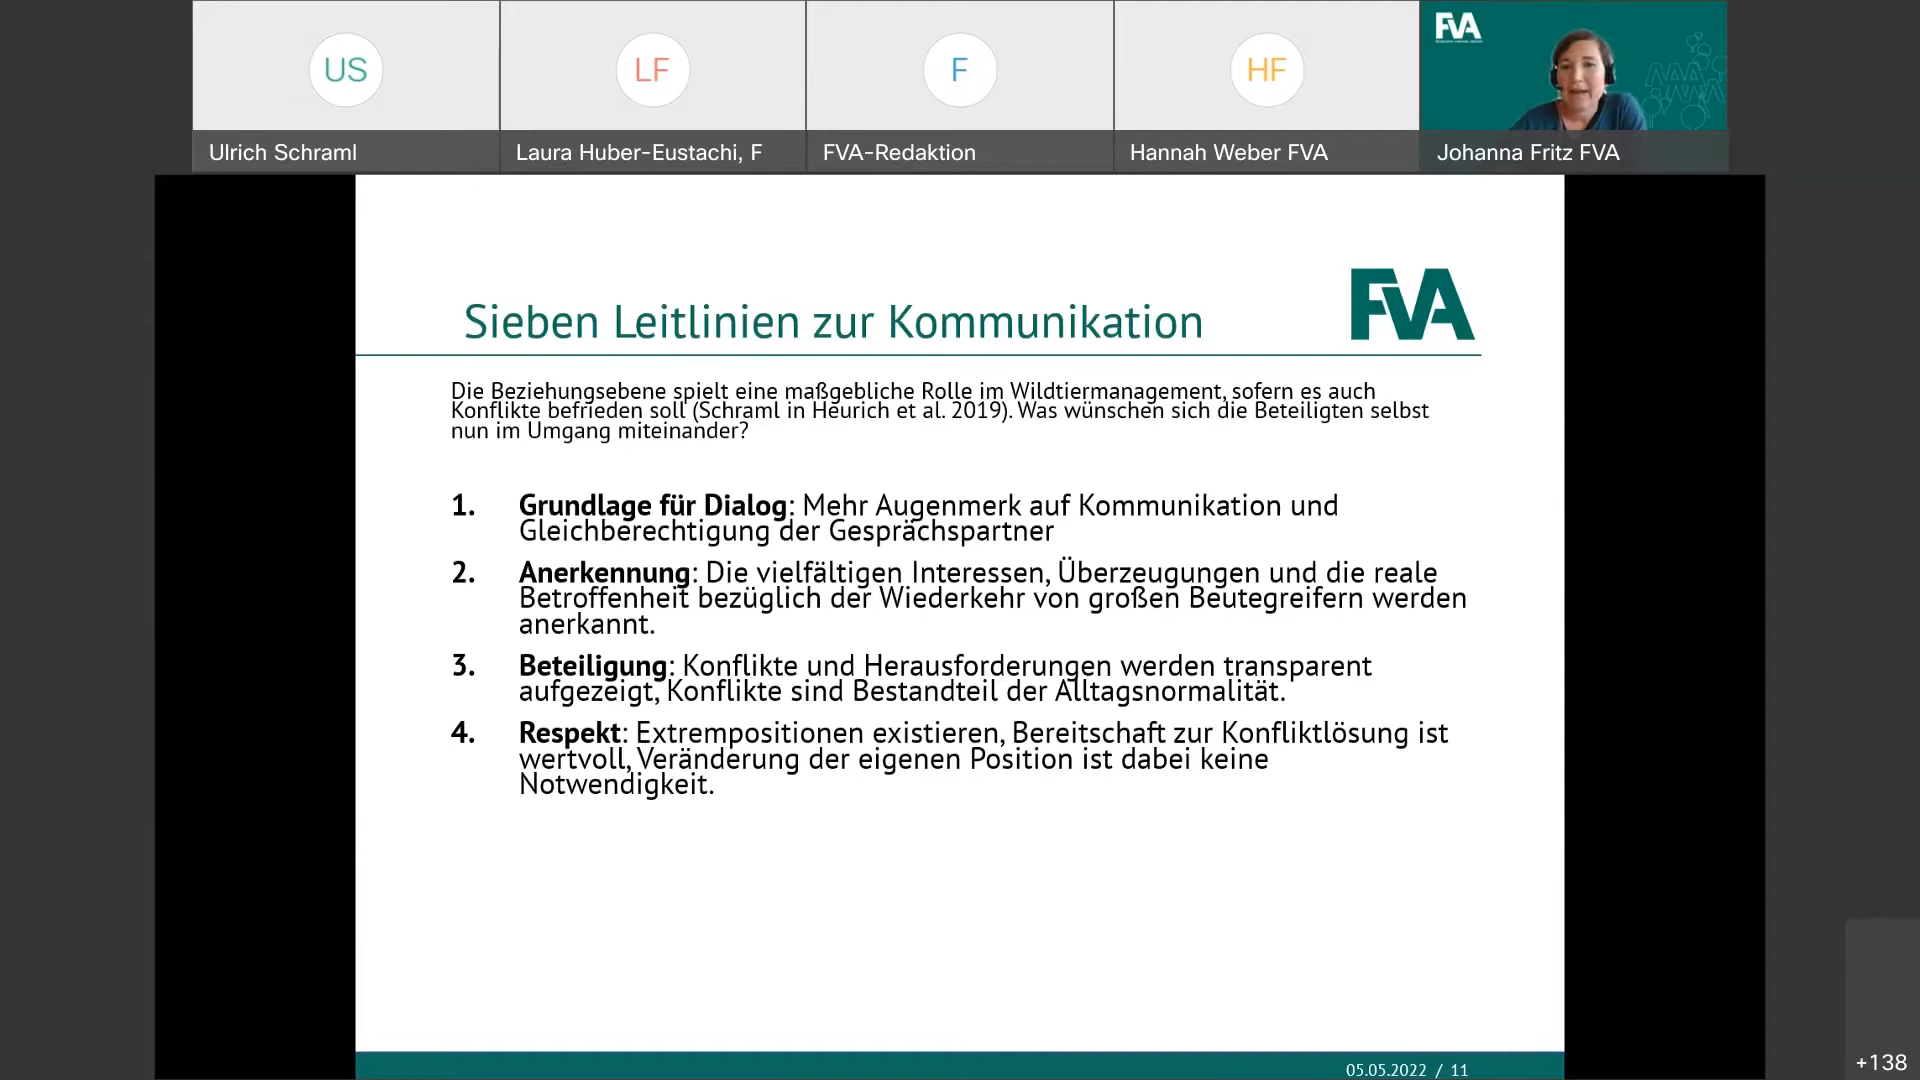 US
LF
F
HF
FVA
Ulrich Schraml
Laura Huber-Eustachi, F
FVA-Redaktion
Hannah Weber FVA
Johanna Fritz FVA
FVA
Sieben Leitlinien zur Kommunikation
Die Beziehungsebene spielt eine maßgebliche Rolle im Wildtiermanagement, sofern es auch
Konflikte befrieden soll (Schraml in Heurich et al. 2019). Was wünschen sich die Beteiligten selbst
nun im Umgang miteinander?
1. Grundlage für Dialog: Mehr Augenmerk auf Kommunikation und
Gleichberechtigung der Gesprächspartner
2. Anerkennung: Die vielfältigen Interessen, Überzeugungen und die reale
Betroffenheit bezüglich der Wiederkehr von großen Beutegreifern werden
anerkannt.
3. Beteiligung: Konflikte und Herausforderungen werden transparent
aufgezeigt, Konflikte sind Bestandteil der Alltagsnormalität.
4. Respekt: Extrempositionen existieren, Bereitschaft zur Konfliktlösung ist
wertvoll, Veränderung der eigenen Position ist dabei keine
Notwendigkeit.
05.05.2022 / 11
+138